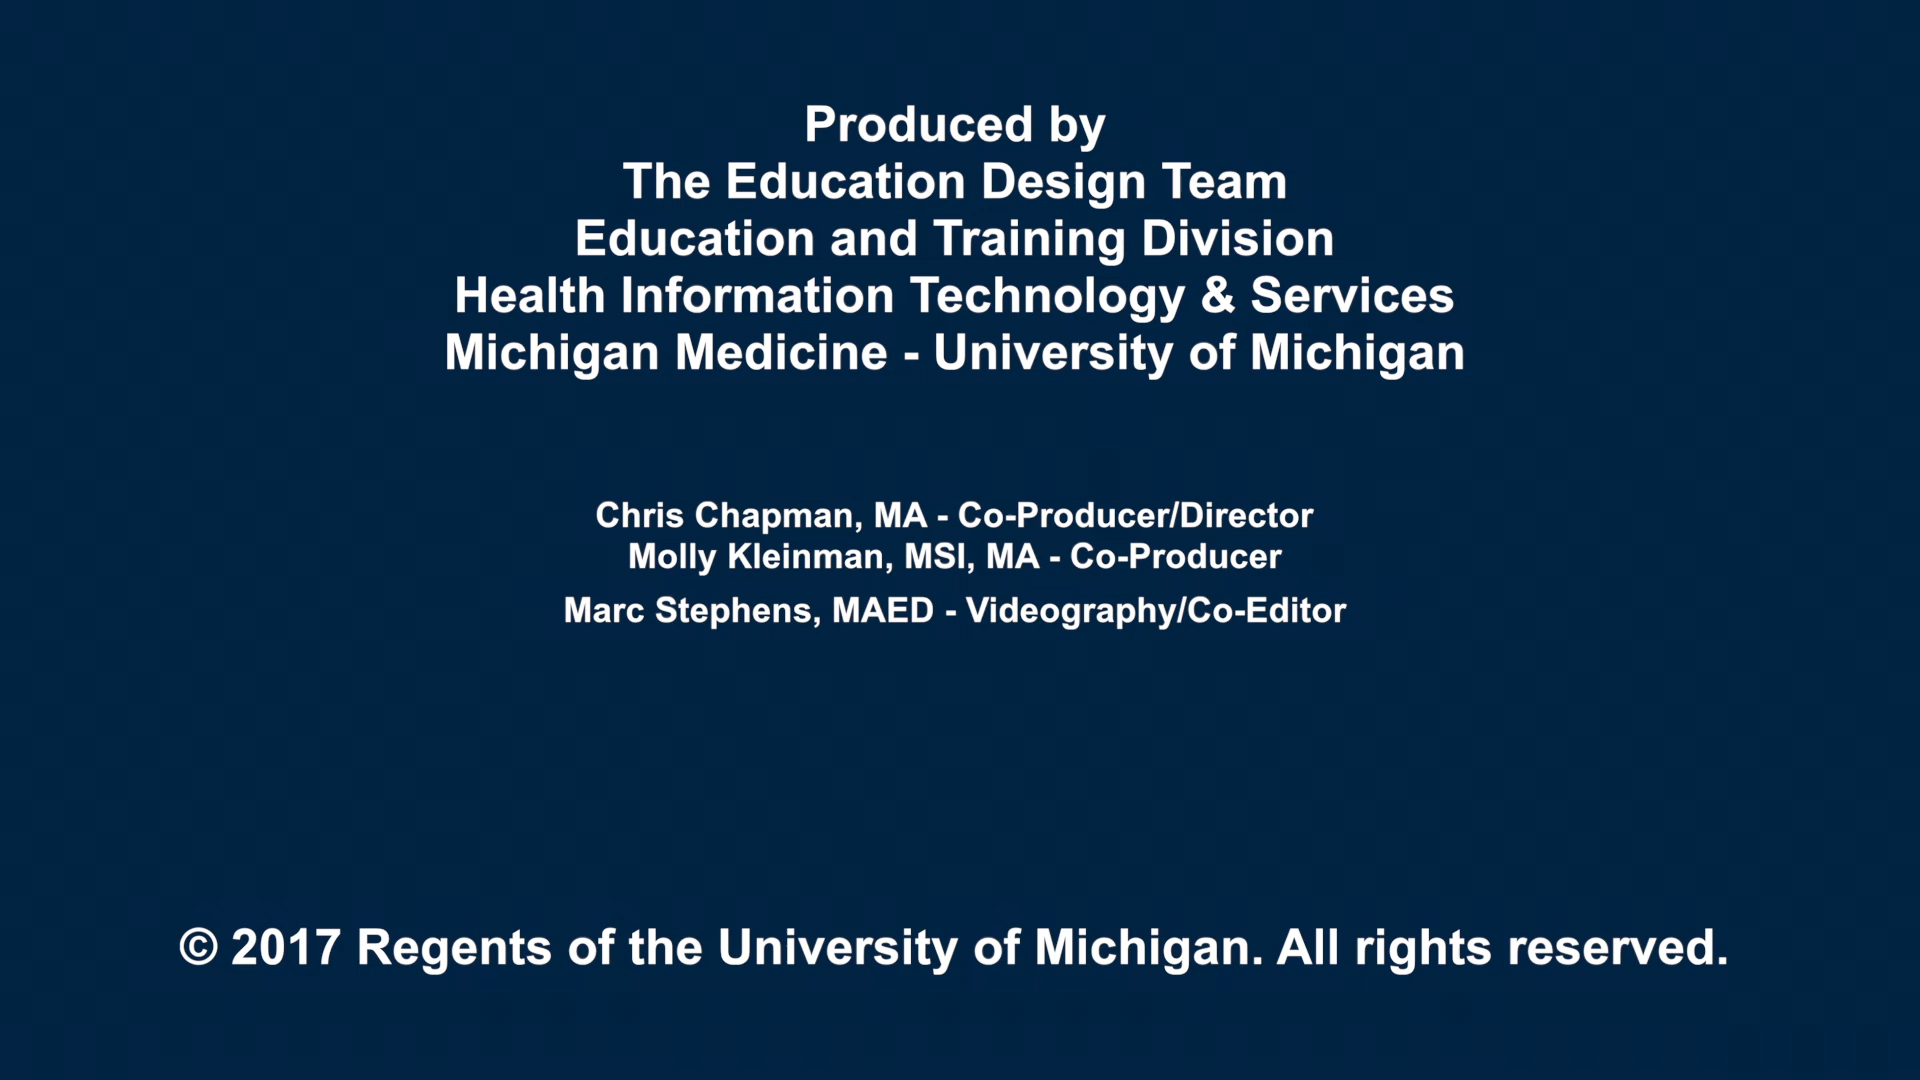 Produced by
The Education Design Team
Education and Training Division
Health Information Technology & Services
Michigan Medicine - University of Michigan
Chris Chapman, MA - Co-Producer/Director
Molly Kleinman, MSI, MA - Co-Producer
Marc Stephens, MAED - Videography/Co-Editor
© 2017 Regents of the University of Michigan. All rights reserved.